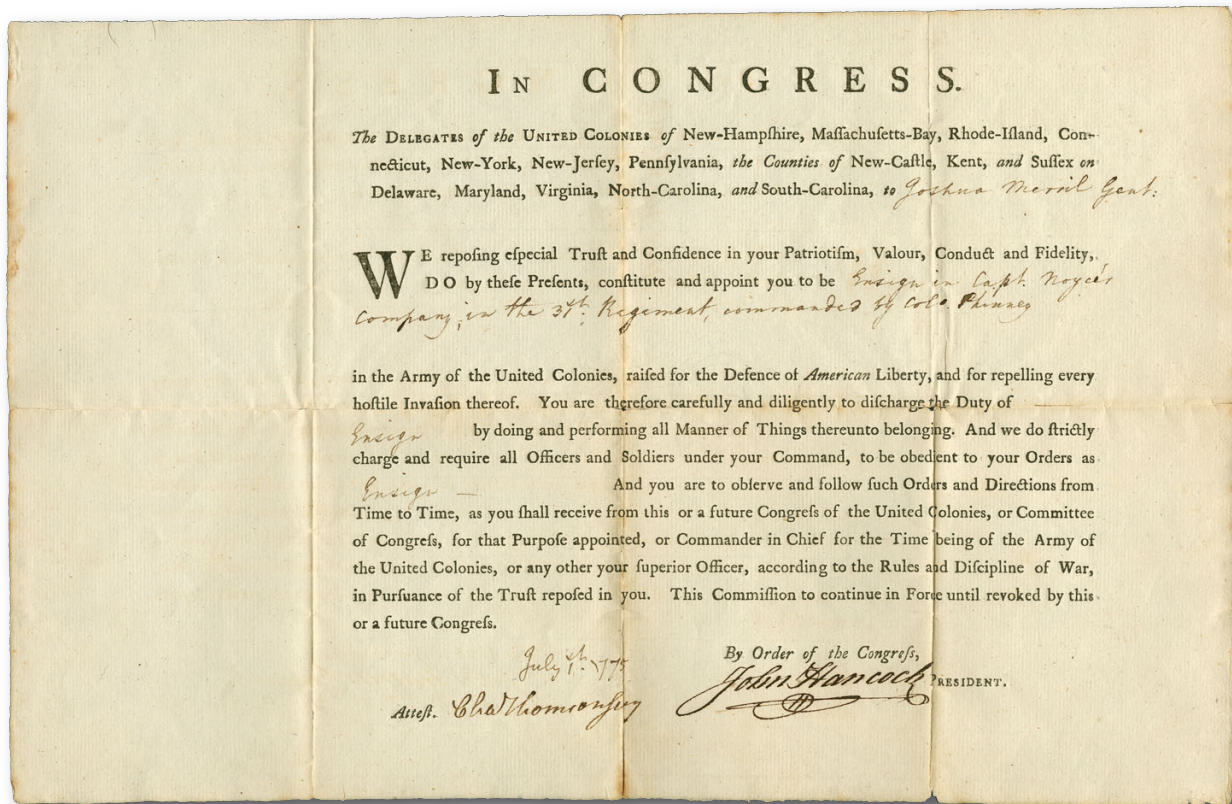 IN CONGRESS.
The DELEGATES of the UNITED COLONIES of New-Hampſhire, Maſſachuſetts-Bay, Rhode-Iſland, Con-
necticut, New-York, New-Jerſey, Pennſylvania, the Counties of New-Caſtle, Kent, and Suſſex on
Delaware, Maryland, Virginia, North-Carolina, and South-Carolina, to Joshua Merril Gent:
WE repoſing eſpecial Truſt and Confidence in your Patriotiſm, Valour, Conduct and Fidelity,
DO by theſe Preſents, conſtitute and appoint you to be Ensign in Capt. Noyes's
Company, in the 31st. Regiment, commanded by Colo. Phinney
in the Army of the United Colonies, raiſed for the Defence of American Liberty, and for repelling every
hoſtile Invaſion thereof. You are therefore carefully and diligently to diſcharge the Duty of
Ensign by doing and performing all Manner of Things thereunto belonging. And we do ſtrictly
charge and require all Officers and Soldiers under your Command, to be obedient to your Orders as
Ensign — And you are to obſerve and follow ſuch Orders and Directions from
Time to Time, as you ſhall receive from this or a future Congreſs of the United Colonies, or Committee
of Congreſs, for that Purpoſe appointed, or Commander in Chief for the Time being of the Army of
the United Colonies, or any other your ſuperior Officer, according to the Rules and Diſcipline of War,
in Purſuance of the Truſt repoſed in you. This Commiſſion to continue in Force until revoked by this
or a future Congreſs.
July 1st. 1775
By Order of the Congreſs,
John Hancock PRESIDENT.
Atteſt. Cha Thomson Secy